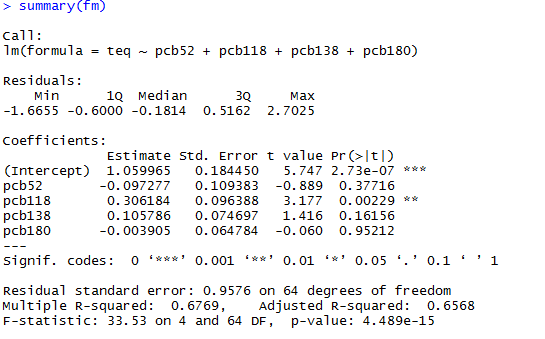 > summary(fm)
Call:
lm(formula = teq ~ pcb52 + pcb118 + pcb138 + pcb180)
Residuals:
    Min      1Q  Median      3Q     Max
-1.6655 -0.6000 -0.1814  0.5162  2.7025
Coefficients:
             Estimate Std. Error t value Pr(>|t|)
(Intercept)  1.059965   0.184450   5.747 2.73e-07 ***
pcb52       -0.097277   0.109383  -0.889  0.37716
pcb118       0.306184   0.096388   3.177  0.00229 **
pcb138       0.105786   0.074697   1.416  0.16156
pcb180      -0.003905   0.064784  -0.060  0.95212
---
Signif. codes:  0 ‘***’ 0.001 ‘**’ 0.01 ‘*’ 0.05 ‘.’ 0.1 ‘ ’ 1
Residual standard error: 0.9576 on 64 degrees of freedom
Multiple R-squared:  0.6769,    Adjusted R-squared:  0.6568
F-statistic: 33.53 on 4 and 64 DF,  p-value: 4.489e-15